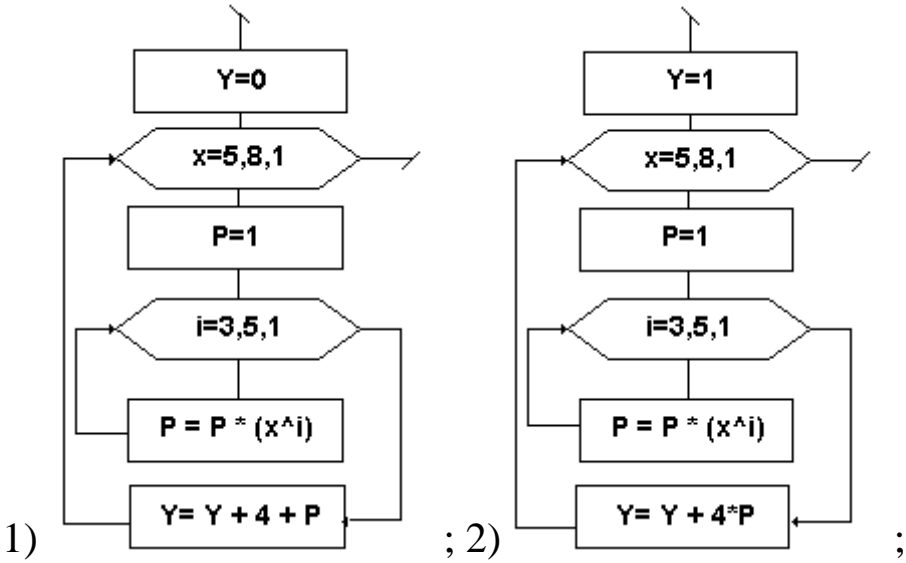 Y=0
x=5,8,1
P=1
i=3,5,1
P = P * (x^i)
Y= Y + 4 + P
1)
;
Y=1
x=5,8,1
P=1
i=3,5,1
P = P * (x^i)
Y= Y + 4*P
2)
;